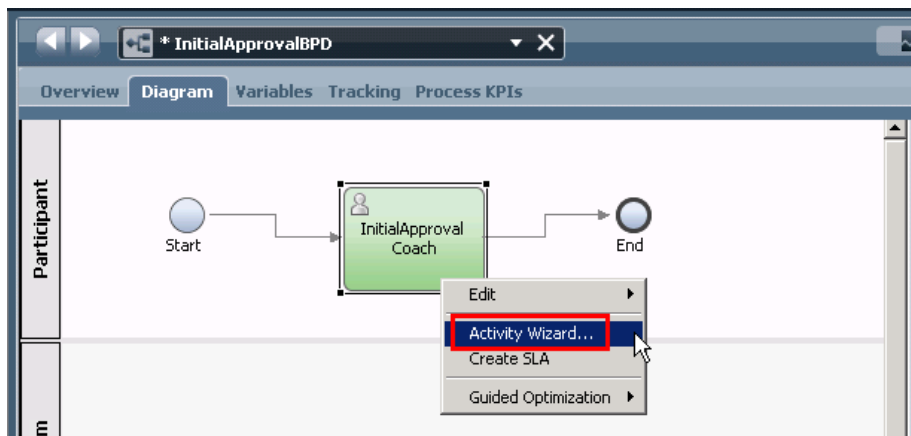 * InitialApprovalBPD
Overview Diagram Variables Tracking Process KPIs
Participant
Start
InitialApproval
Coach
End
Edit
Activity Wizard...
Create SLA
Guided Optimization
m